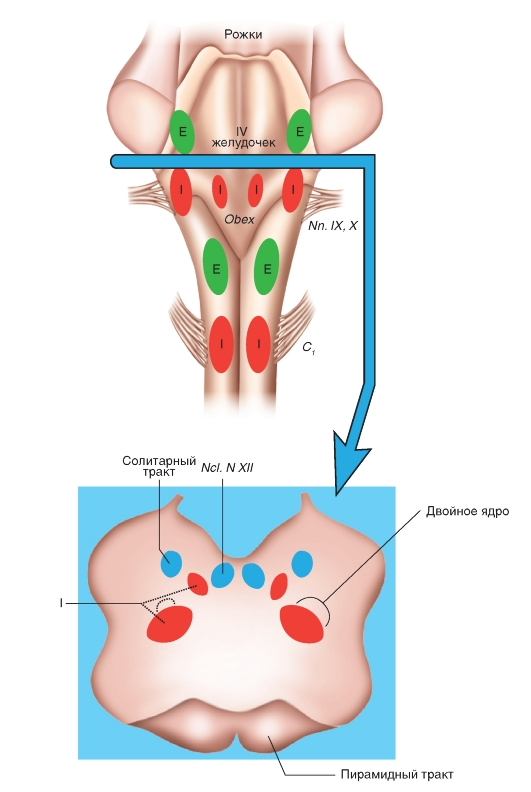 Рожки
E
E
IV
желудочек
I
I
I
I
Obex
Nn. IX, X
E
E
I
I
C₁
Солитарный
тракт
Ncl. N XII
Двойное ядро
I
Пирамидный тракт